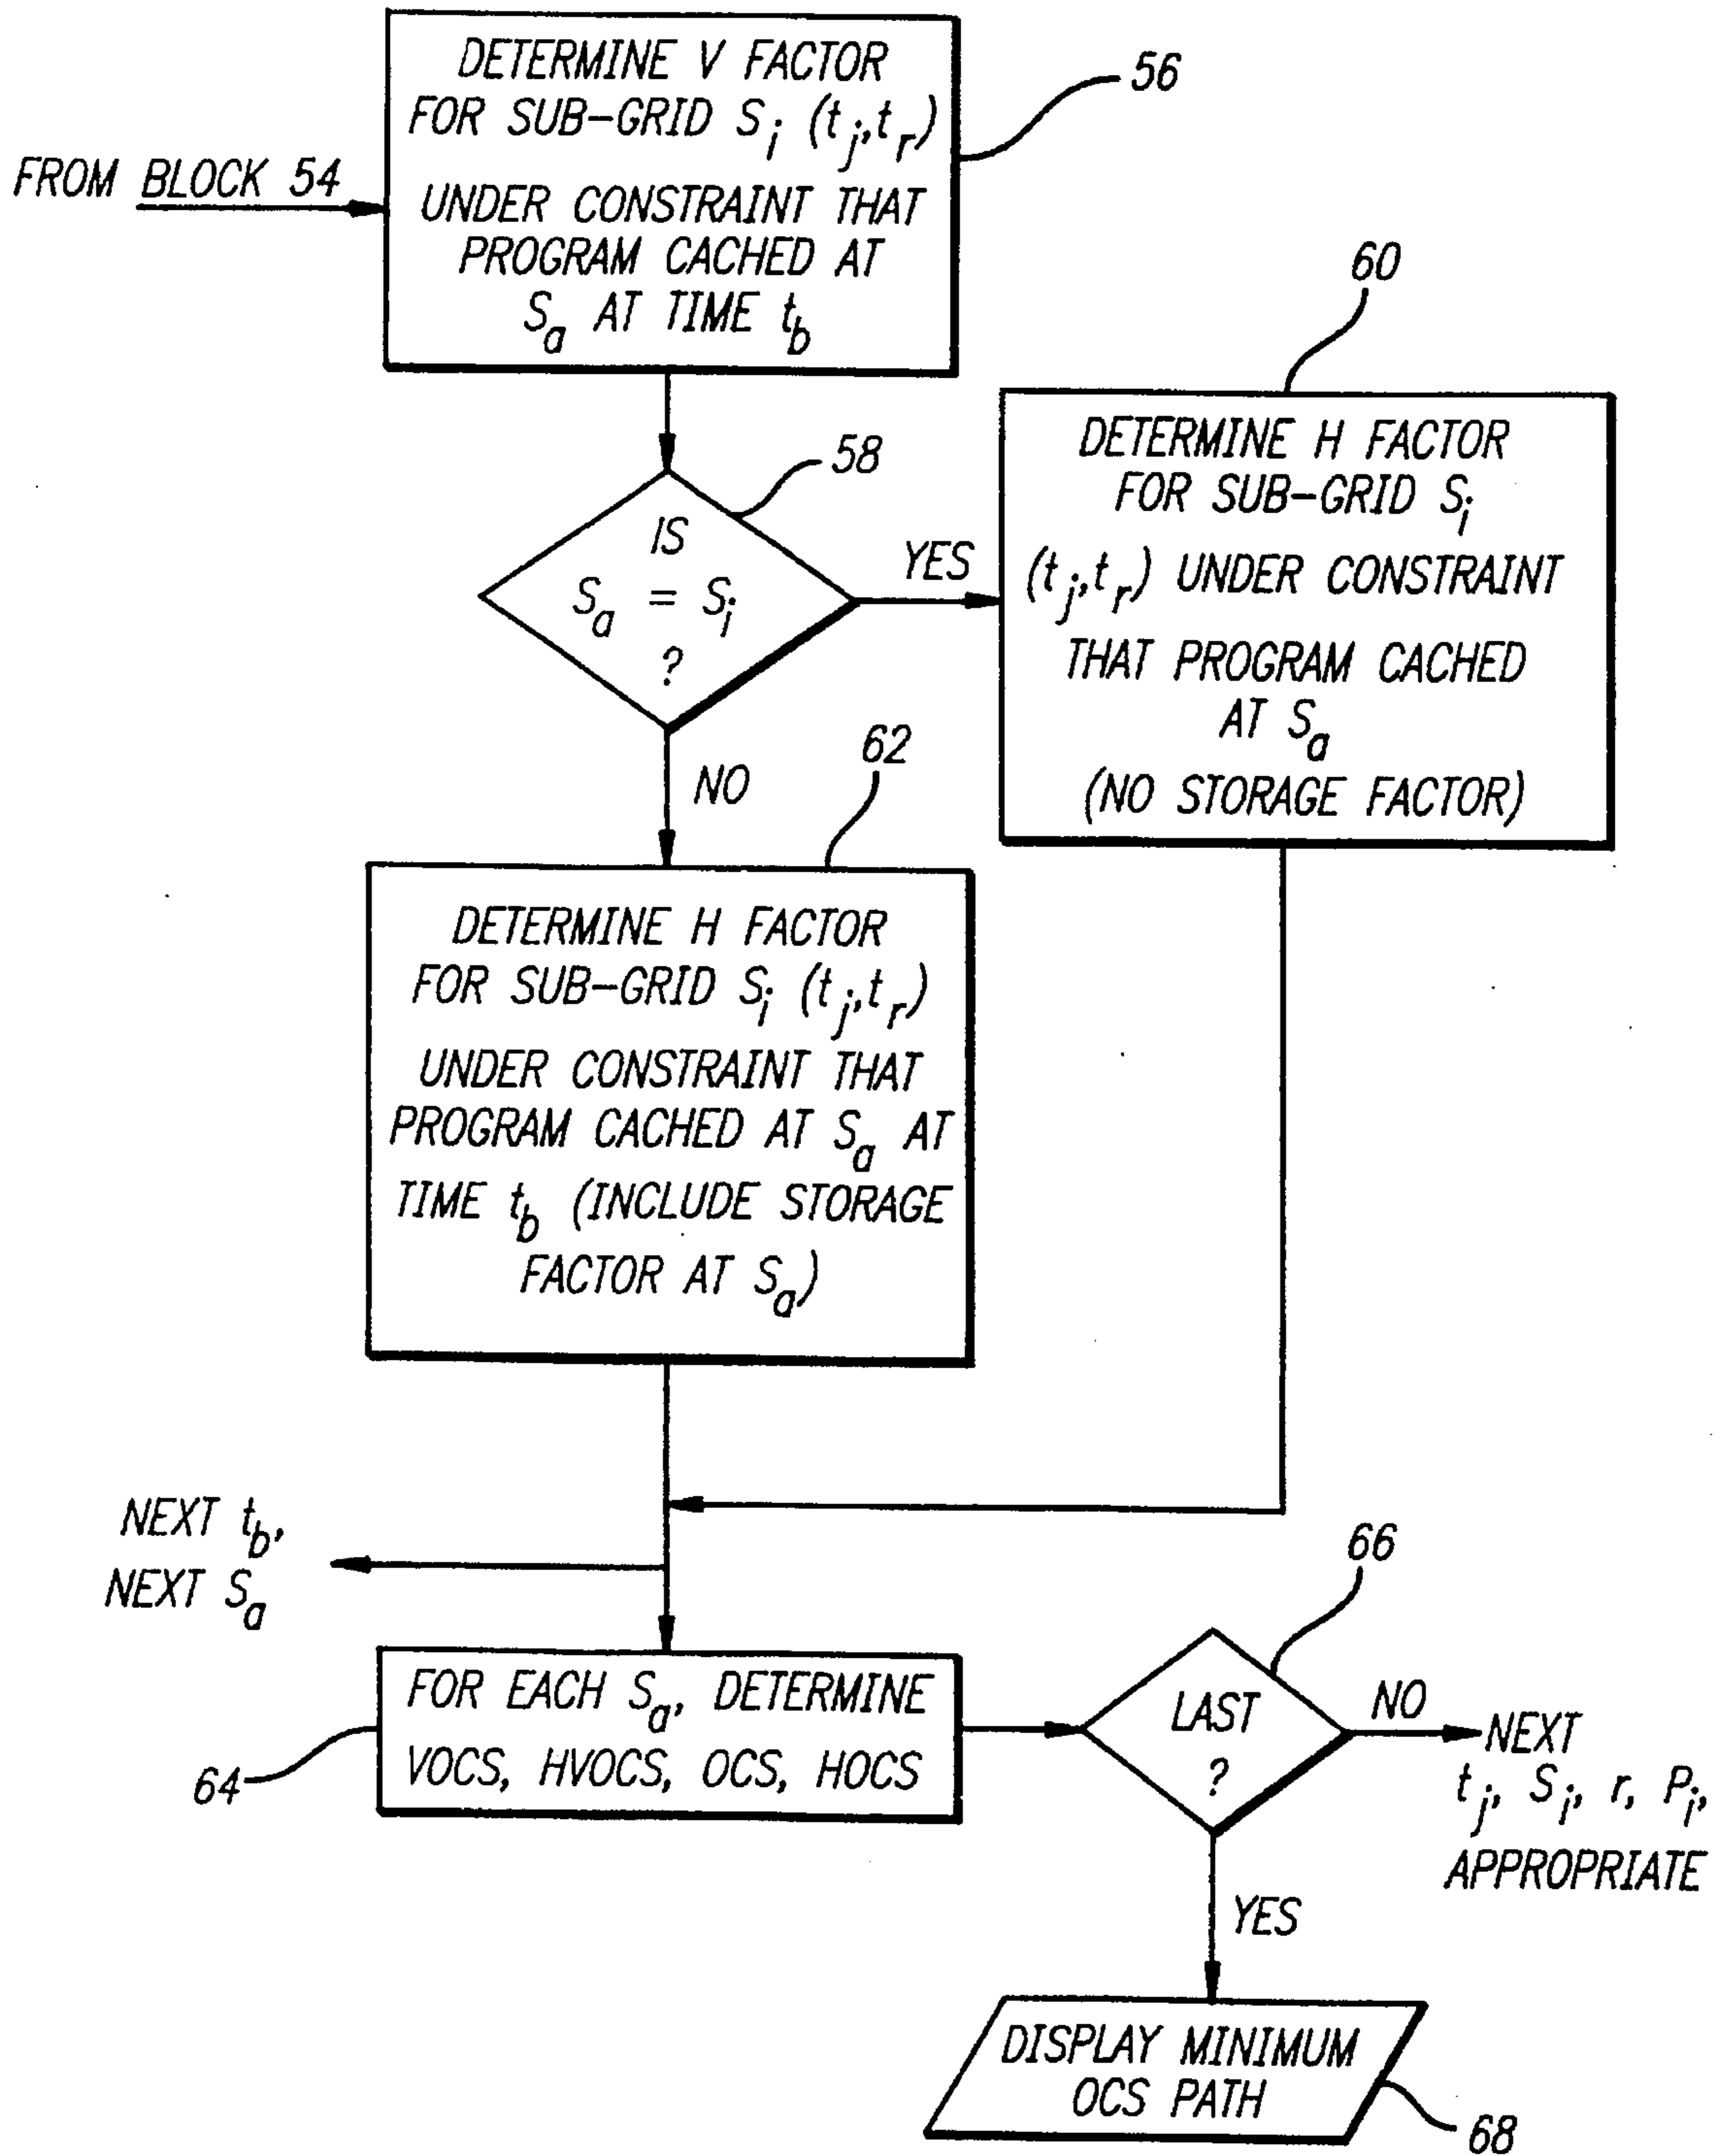 DETERMINE V FACTOR
FOR SUB-GRID Si (tj,tr)
UNDER CONSTRAINT THAT
PROGRAM CACHED AT
Sa AT TIME tb
56
FROM BLOCK 54
58
IS
Sa = Si
?
YES
NO
60
DETERMINE H FACTOR
FOR SUB-GRID Si
(tj,tr) UNDER CONSTRAINT
THAT PROGRAM CACHED
AT Sa
(NO STORAGE FACTOR)
62
DETERMINE H FACTOR
FOR SUB-GRID Si (tj,tr)
UNDER CONSTRAINT THAT
PROGRAM CACHED AT Sa AT
TIME tb (INCLUDE STORAGE
FACTOR AT Sa)
NEXT tb,
NEXT Sa
64
FOR EACH Sa, DETERMINE
VOCS, HVOCS, OCS, HOCS
66
LAST
?
NO
NEXT
tj, Si, r, Pi,
APPROPRIATE
YES
DISPLAY MINIMUM
OCS PATH
68